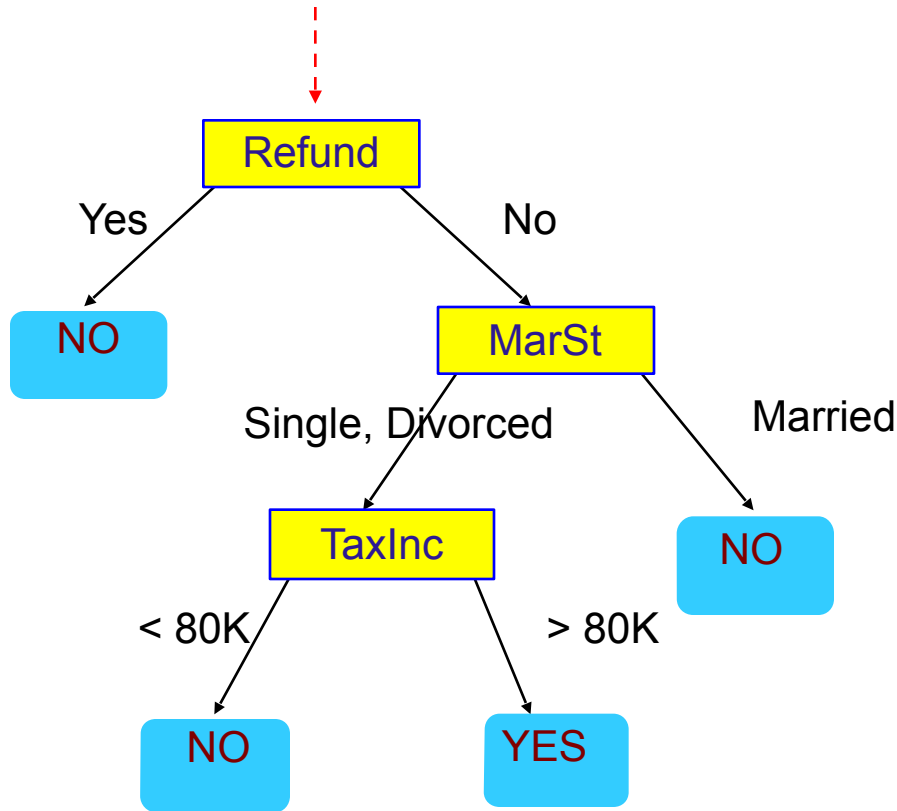 Refund
Yes
No
NO
MarSt
Single, Divorced
Married
TaxInc
NO
< 80K
> 80K
NO
YES